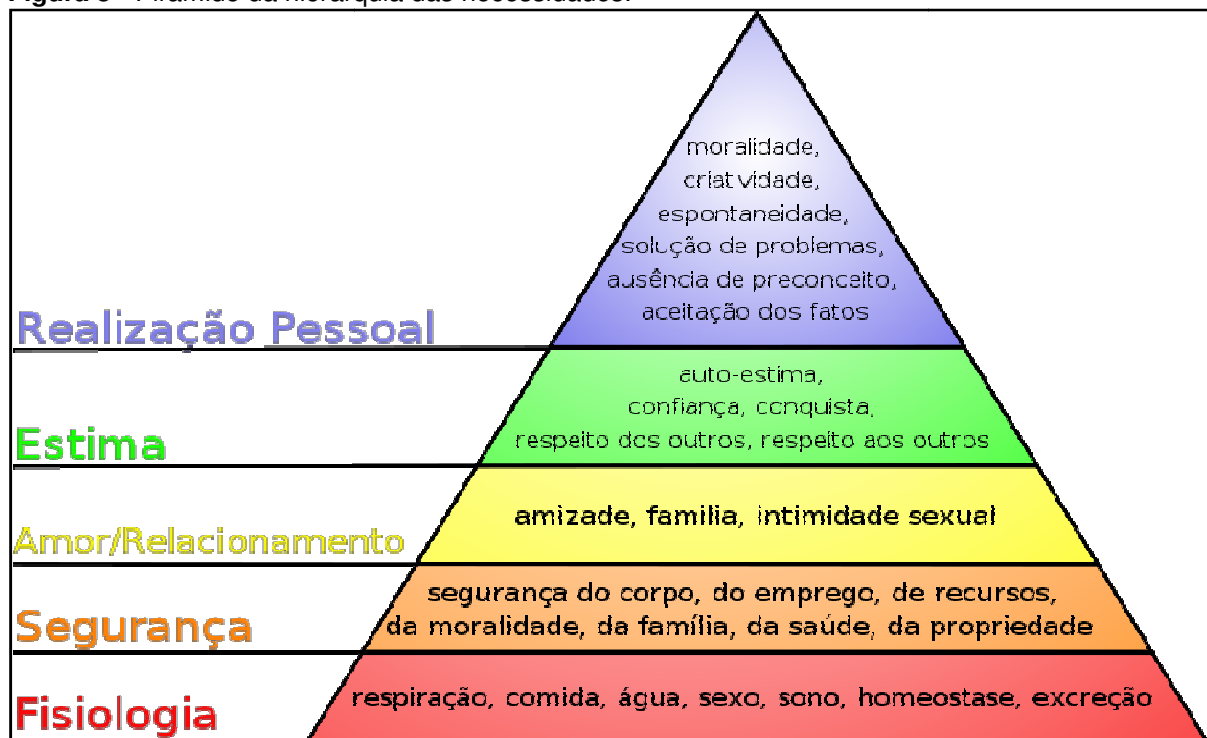 moralidade,
criatividade,
espontaneidade,
solução de problemas,
ausência de preconceito,
aceitação dos fatos
Realização Pessoal
auto-estima,
confiança, conquista,
respeito dos outros, respeito aos outros
Estima
amizade, família, intimidade sexual
Amor/Relacionamento
segurança do corpo, do emprego, de recursos,
da moralidade, da família, da saúde, da propriedade
Segurança
respiração, comida, água, sexo, sono, homeostase, excreção
Fisiologia